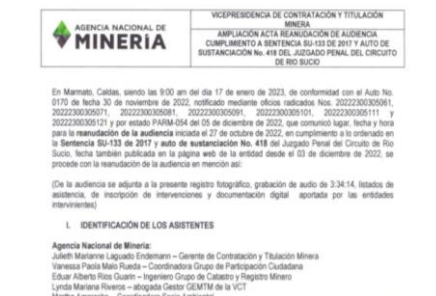 AGENCIA NACIONAL DE
MINERÍA
VICEPRESIDENCIA DE CONTRATACIÓN Y TITULACIÓN
MINERA
AMPLIACIÓN ACTA REANUDACIÓN DE AUDIENCIA
CUMPLIMIENTO A SENTENCIA SU-133 DE 2017 Y AUTO DE
SUSTANCIACIÓN No. 418 DEL JUZGADO PENAL DEL CIRCUITO
DE RIO SUCIO
En Marmato, Caldas, siendo las 9:00 am del día 17 de enero de 2023, de conformidad con el Auto No.
0170 de fecha 30 de noviembre de 2022, notificado mediante oficios radicados Nos. 20222300305061,
20222300305071, 20222300305081, 20222300305091, 20222300305101, 20222300305111 y
20222300305121 y por estado PARM-054 del 05 de diciembre de 2022, que comunicó lugar, fecha y hora
para la reanudación de la audiencia iniciada el 27 de octubre de 2022, en cumplimiento a lo ordenado en
la Sentencia SU-133 de 2017 y auto de sustanciación No. 418 del Juzgado Penal del Circuito de Río
Sucio, fecha también publicada en la página web de la entidad desde el 03 de diciembre de 2022, se
procede con la reanudación de la audiencia en mención así:
(De la audiencia se adjunta a la presente registro fotográfico, grabación de audio de 3:34:14, listados de
asistencia, de inscripción de intervenciones y documentación digital aportada por las entidades
intervinientes)
I. IDENTIFICACIÓN DE LOS ASISTENTES
Agencia Nacional de Minería:
Julieth Marianne Laguado Endemann – Gerente de Contratación y Titulación Minera
Vanessa Paola Malo Rueda – Coordinadora Grupo de Participación Ciudadana
Eduar Alberto Rios Guarin – Ingeniero Grupo de Catastro y Registro Minero
Lynda Mariana Riveros – abogada Gestor GEMTM de la VCT
– Coordinadora Socio Ambiental